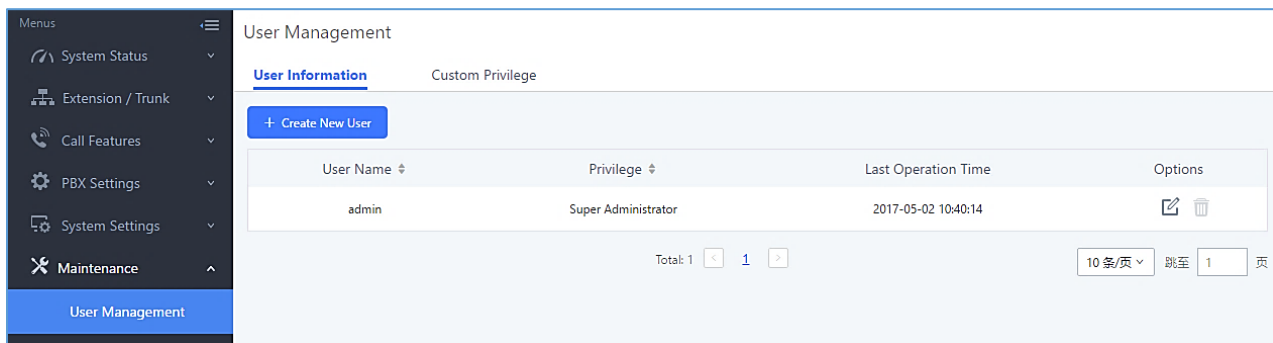 Menus
System Status
Extension / Trunk
Call Features
PBX Settings
System Settings
Maintenance
User Management
User Management
User Information Custom Privilege
+ Create New User
User Name Privilege Last Operation Time Options
admin Super Administrator 2017-05-02 10:40:14
Total: 1 < 1 > 10 条/页 跳至 1 页